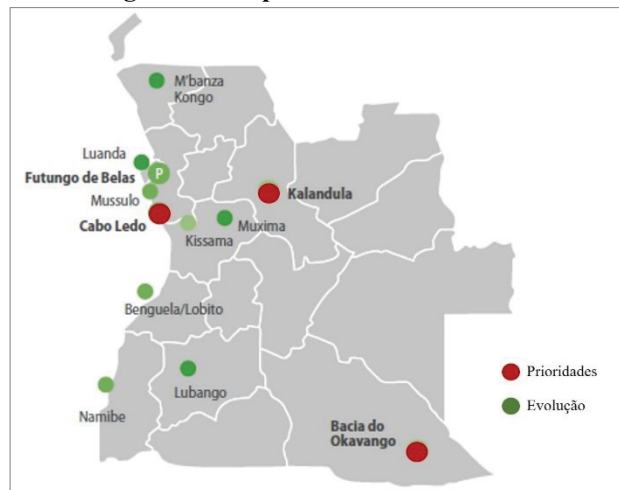 M'banza
Kongo
Luanda
P
Futungo de Belas
Mussulo
Kalandula
Cabo Ledo
Kissama
Muxima
Benguela/Lobito
Lubango
Namibe
Prioridades
Evolução
Bacia do
Okavango